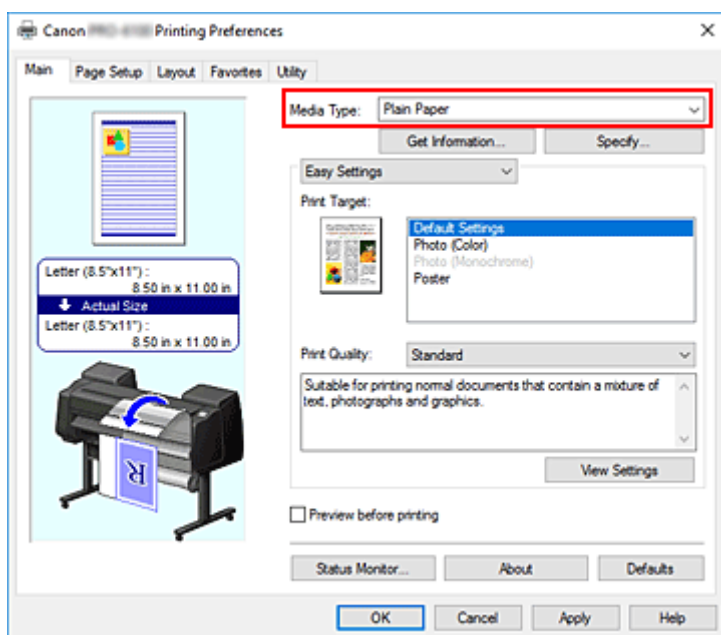 Canon Printing Preferences
Main Page Setup Layout Favorites Utility
Media Type: Plain Paper
Get Information... Specify...
Easy Settings
Print Target:
Default Settings
Photo (Color)
Photo (Monochrome)
Poster
Letter (8.5"x11") :
8.50 in x 11.00 in
Actual Size
Letter (8.5"x11") :
8.50 in x 11.00 in
Print Quality: Standard
Suitable for printing normal documents that contain a mixture of
text, photographs and graphics.
View Settings
R
Preview before printing
Status Monitor... About Defaults
OK Cancel Apply Help